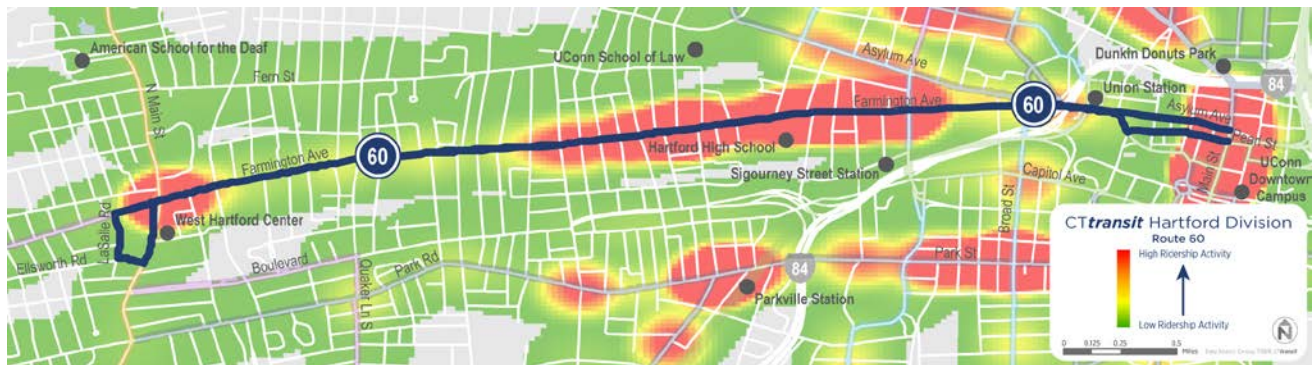 American School for the Deaf
N Main St
Fern St
UConn School of Law
Asylum Ave
Dunkin Donuts Park
Union Station
84
60
Farmington Ave
Asylum Ave
Pearl St
Hartford High School
60
Farmington Ave
Main St
UConn
Downtown
Campus
Sigourney Street Station
Capitol Ave
Broad St
LaSalle Rd
West Hartford Center
Ellsworth Rd
Boulevard
Quaker Ln S
Park Rd
84
Park St
Parkville Station
CTtransit Hartford Division
Route 60
High Ridership Activity
Low Ridership Activity
N
0 0.125 0.25 0.5
Miles